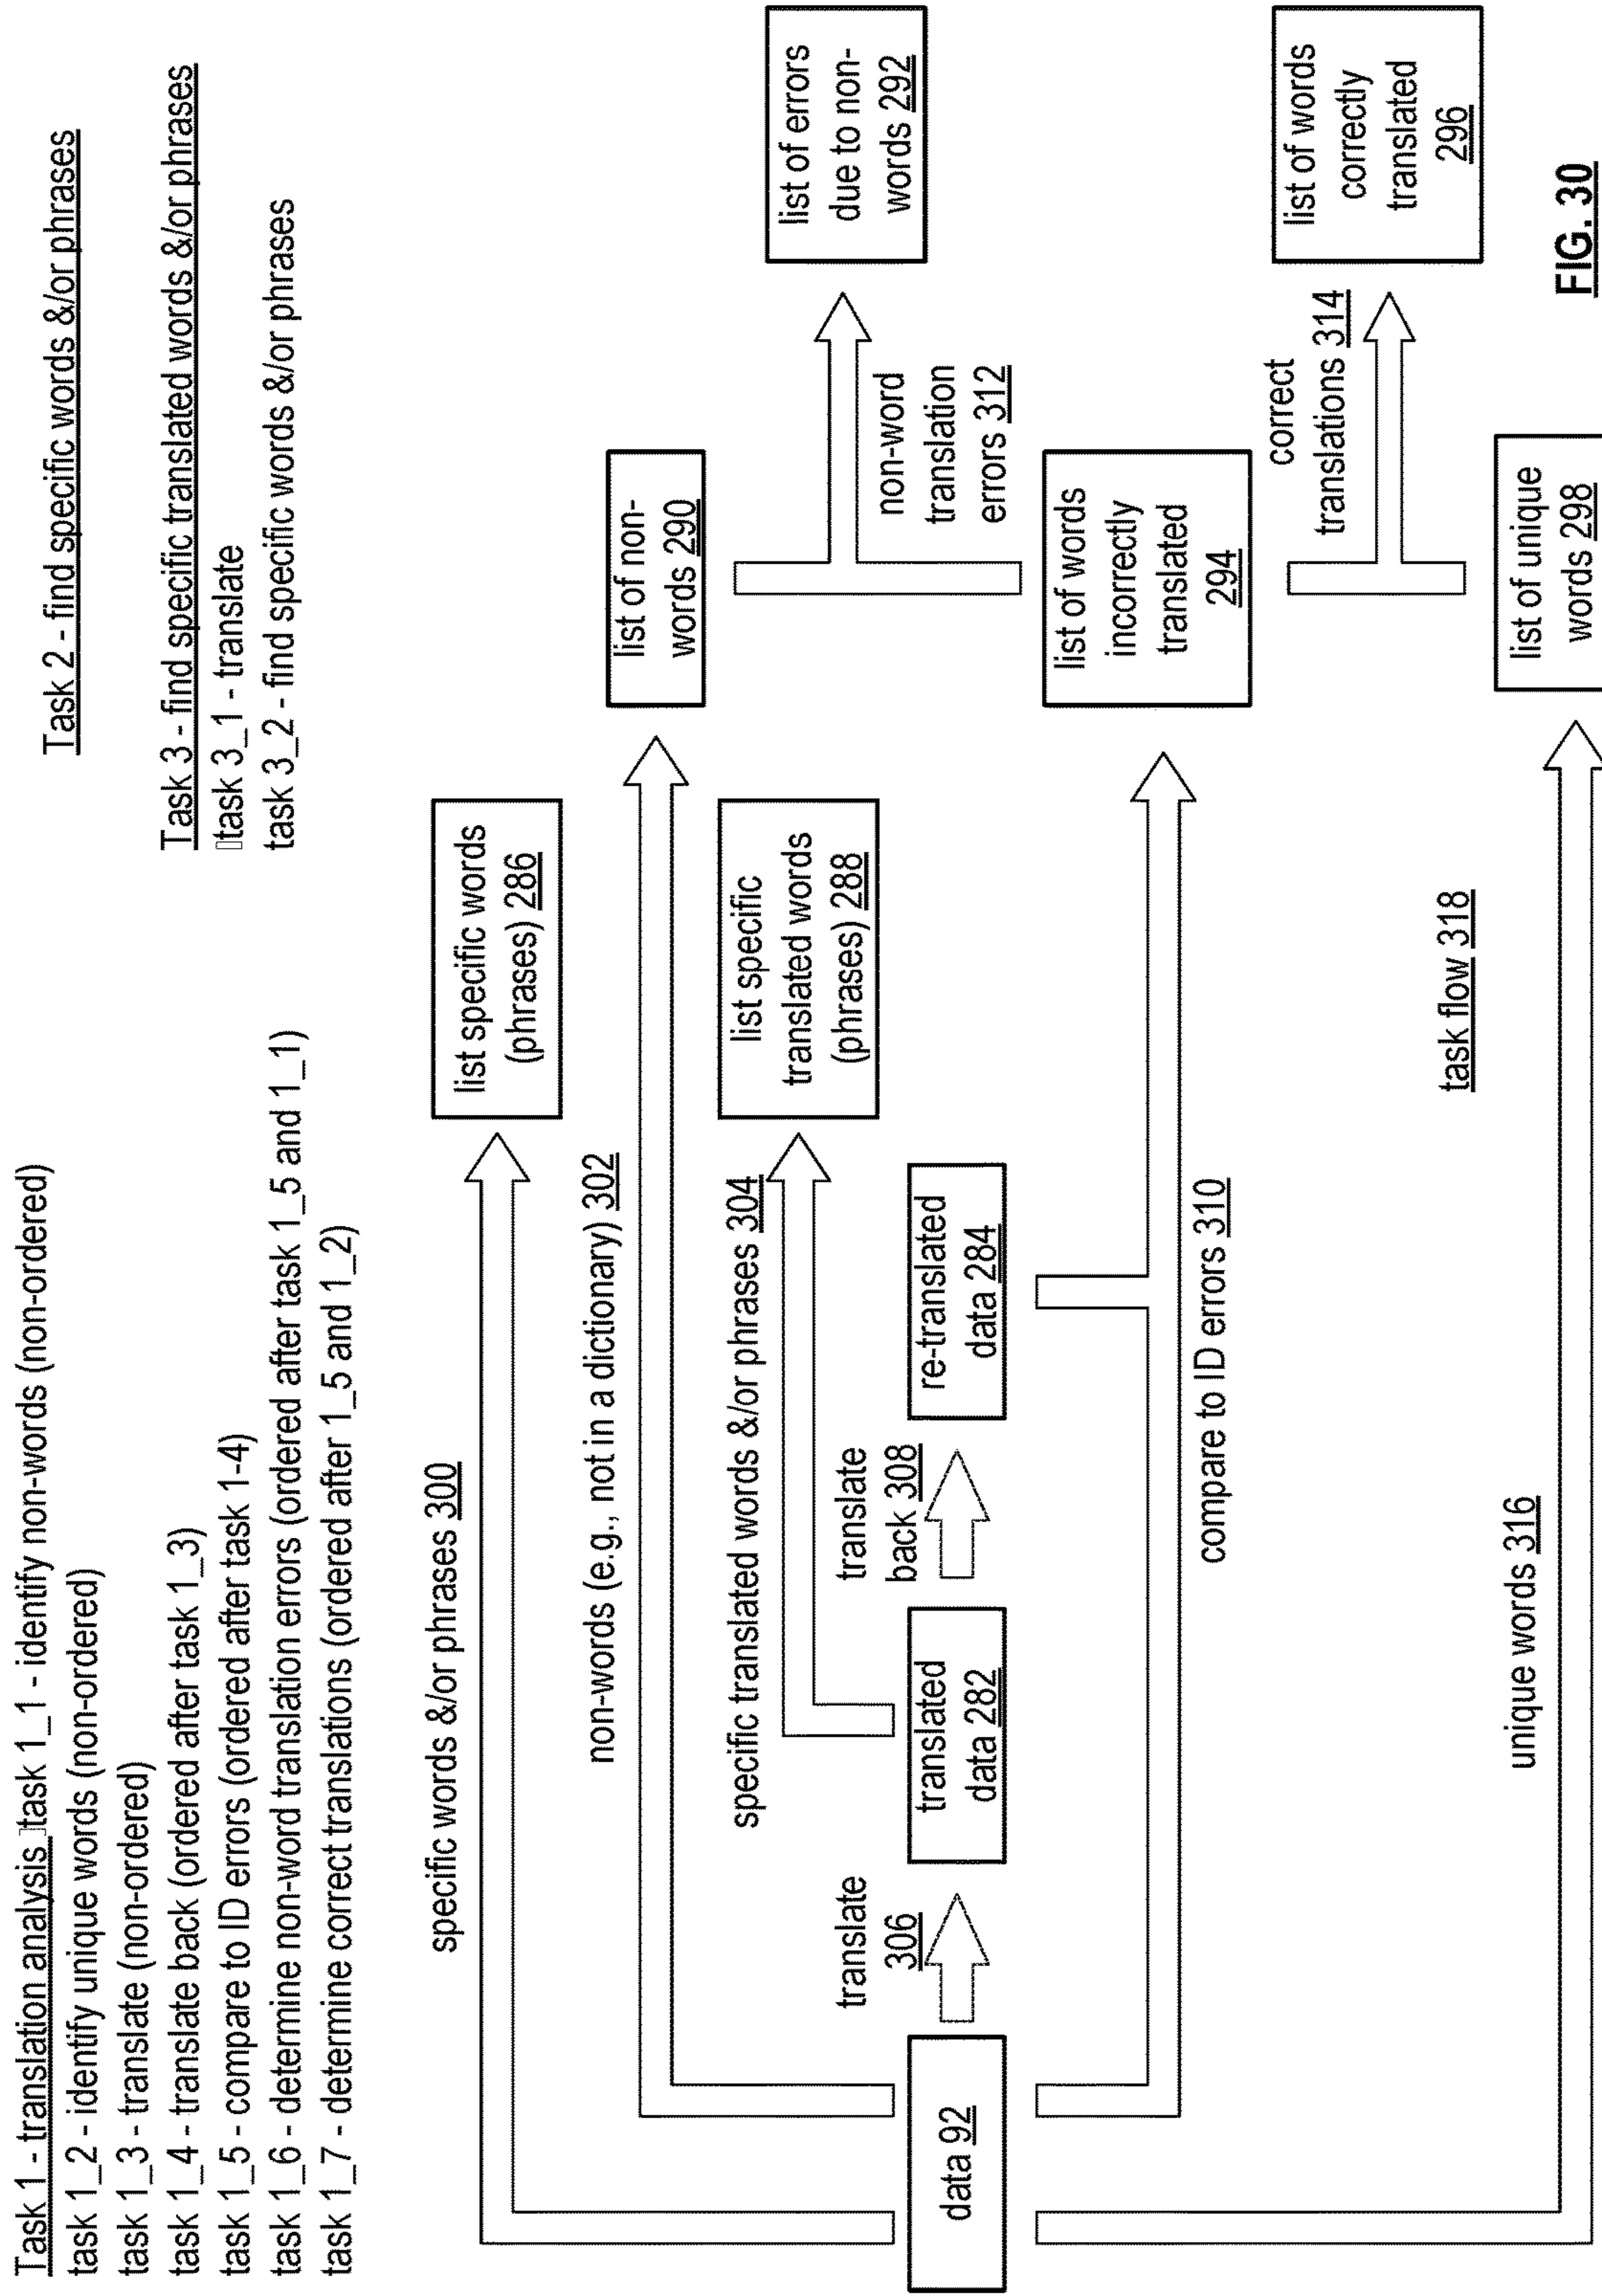 Task 1 - translation analysis task 1_1 - identify non-words (non-ordered)
task 1_2 - identify unique words (non-ordered)
task 1_3 - translate (non-ordered)
task 1_4 - translate back (ordered after task 1_3)
task 1_5 - compare to ID errors (ordered after task 1-4)
task 1_6 - determine non-word translation errors (ordered after task 1_5 and 1_1)
task 1_7 - determine correct translations (ordered after 1_5 and 1_2)
Task 2 - find specific words &/or phrases
Task 3 - find specific translated words &/or phrases
task 3_1 - translate
task 3_2 - find specific words &/or phrases
specific words &/or phrases 300
list specific words
(phrases) 286
non-words (e.g., not in a dictionary) 302
list of non-
words 290
specific translated words &/or phrases 304
list specific
translated words
(phrases) 288
list of errors
due to non-
words 292
non-word
translation
errors 312
data 92
translate
306
translated
data 282
translate
back 308
re-translated
data 284
compare to ID errors 310
list of words
incorrectly
translated
294
correct
translations 314
list of words
correctly
translated
296
task flow 318
unique words 316
list of unique
words 298
FIG. 30